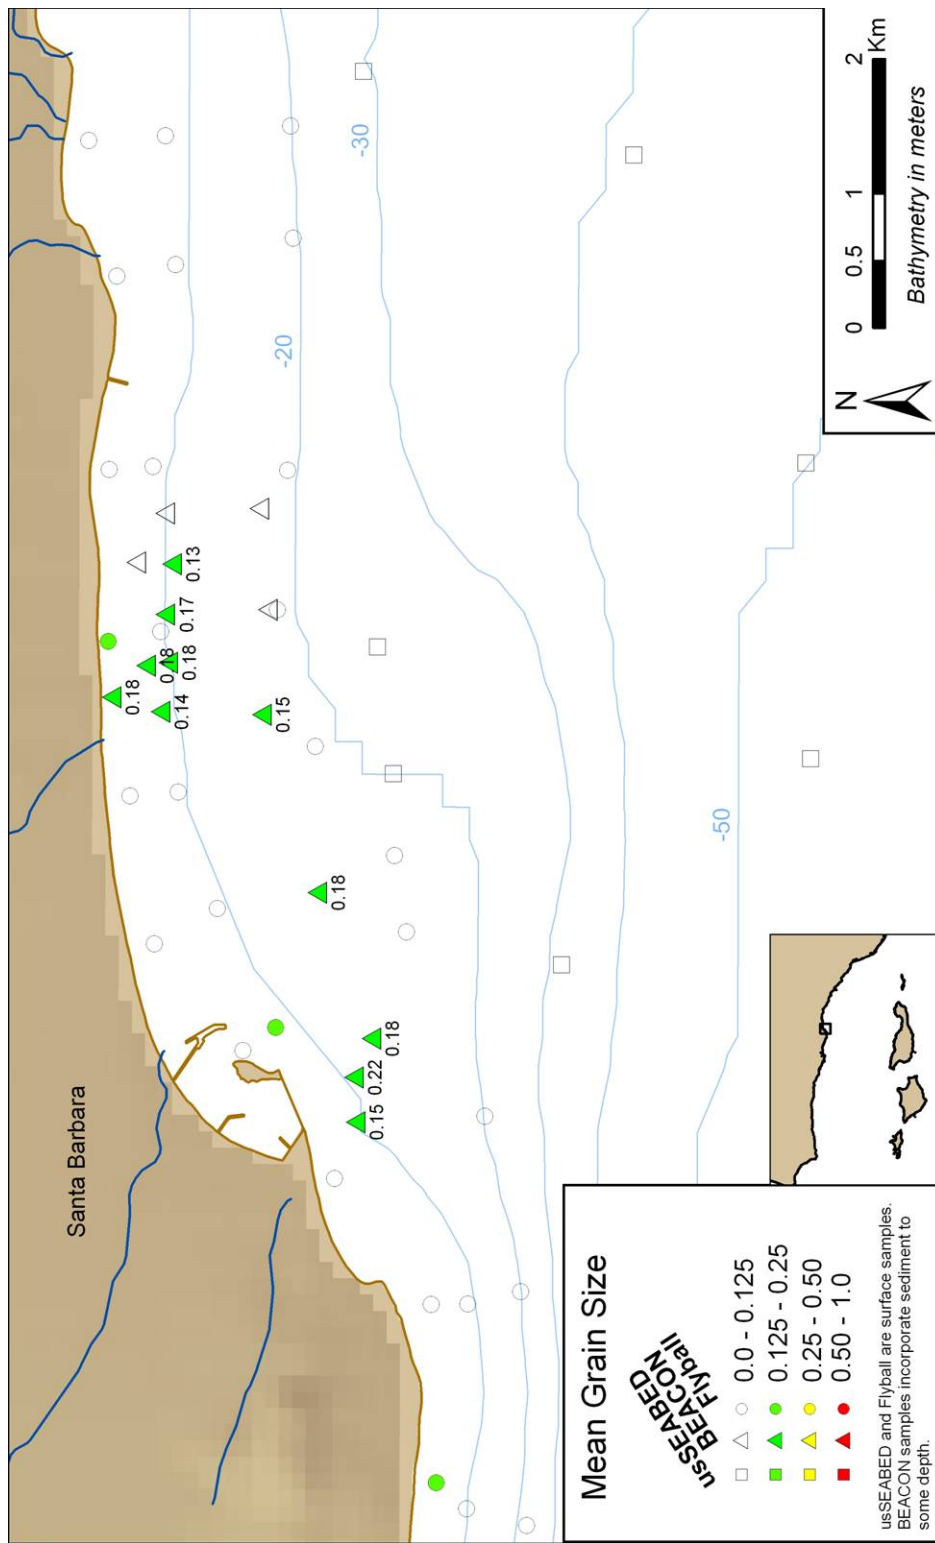 Santa Barbara
0.18
0.18
0.17
0.13
0.14
0.18
0.15
0.18
0.15
0.22
0.18
-20
-30
-50
Mean Grain Size
usSEABED
BEACON
Flyball
0.0 - 0.125
0.125 - 0.25
0.25 - 0.50
0.50 - 1.0
usSEABED and Flyball are surface samples.
BEACON samples incorporate sediment to
some depth.
N
0 0.5 1 2
Km
Bathymetry in meters